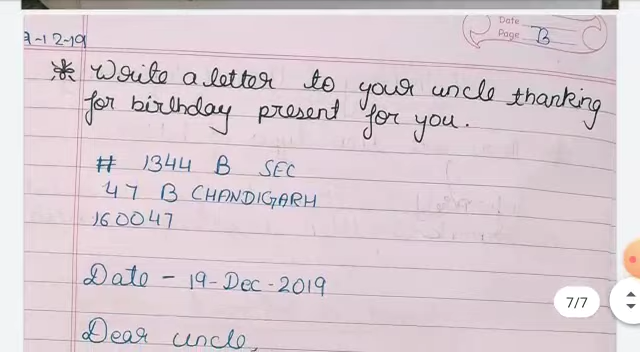 Date
Page B
7-12-19
* Write a letter to your uncle thanking
for birthday present for you.
# 1344 B SEC
47 B CHANDIGARH
160047
Date - 19-Dec-2019
7/7
Dear uncle,